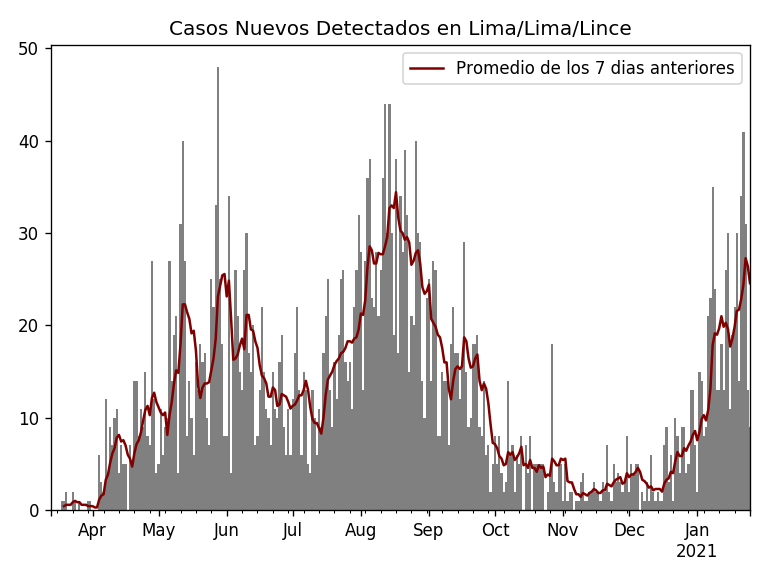 Casos Nuevos Detectados en Lima/Lima/Lince
Promedio de los 7 dias anteriores
50
40
30
20
10
0
Apr May Jun Jul Aug Sep Oct Nov Dec Jan
2021